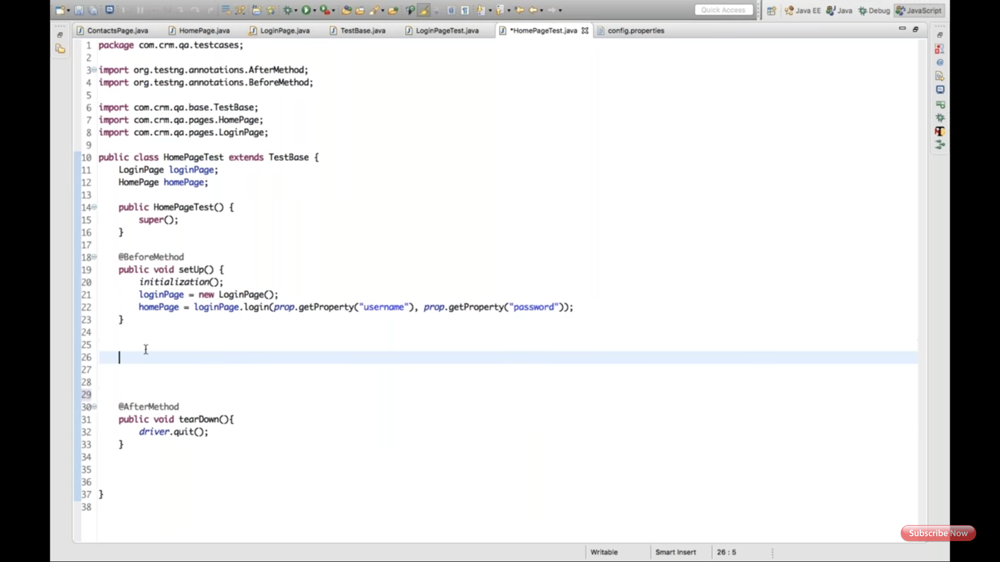 Quick Access
Java EE
Java
Debug
JavaScript
ContactsPage.java
HomePage.java
LoginPage.java
TestBase.java
LoginPageTest.java
*HomePageTest.java
config.properties
1 package com.crm.qa.testcases;
2
3 import org.testng.annotations.AfterMethod;
4 import org.testng.annotations.BeforeMethod;
5
6 import com.crm.qa.base.TestBase;
7 import com.crm.qa.pages.HomePage;
8 import com.crm.qa.pages.LoginPage;
9
10 public class HomePageTest extends TestBase {
11 LoginPage loginPage;
12 HomePage homePage;
13
14 public HomePageTest() {
15 super();
16 }
17
18 @BeforeMethod
19 public void setUp() {
20 initialization();
21 loginPage = new LoginPage();
22 homePage = loginPage.login(prop.getProperty("username"), prop.getProperty("password"));
23 }
24
25
26
27
28
29
30 @AfterMethod
31 public void tearDown(){
32 driver.quit();
33 }
34
35
36
37 }
38
Subscribe Now
Writable
Smart Insert
26 : 5